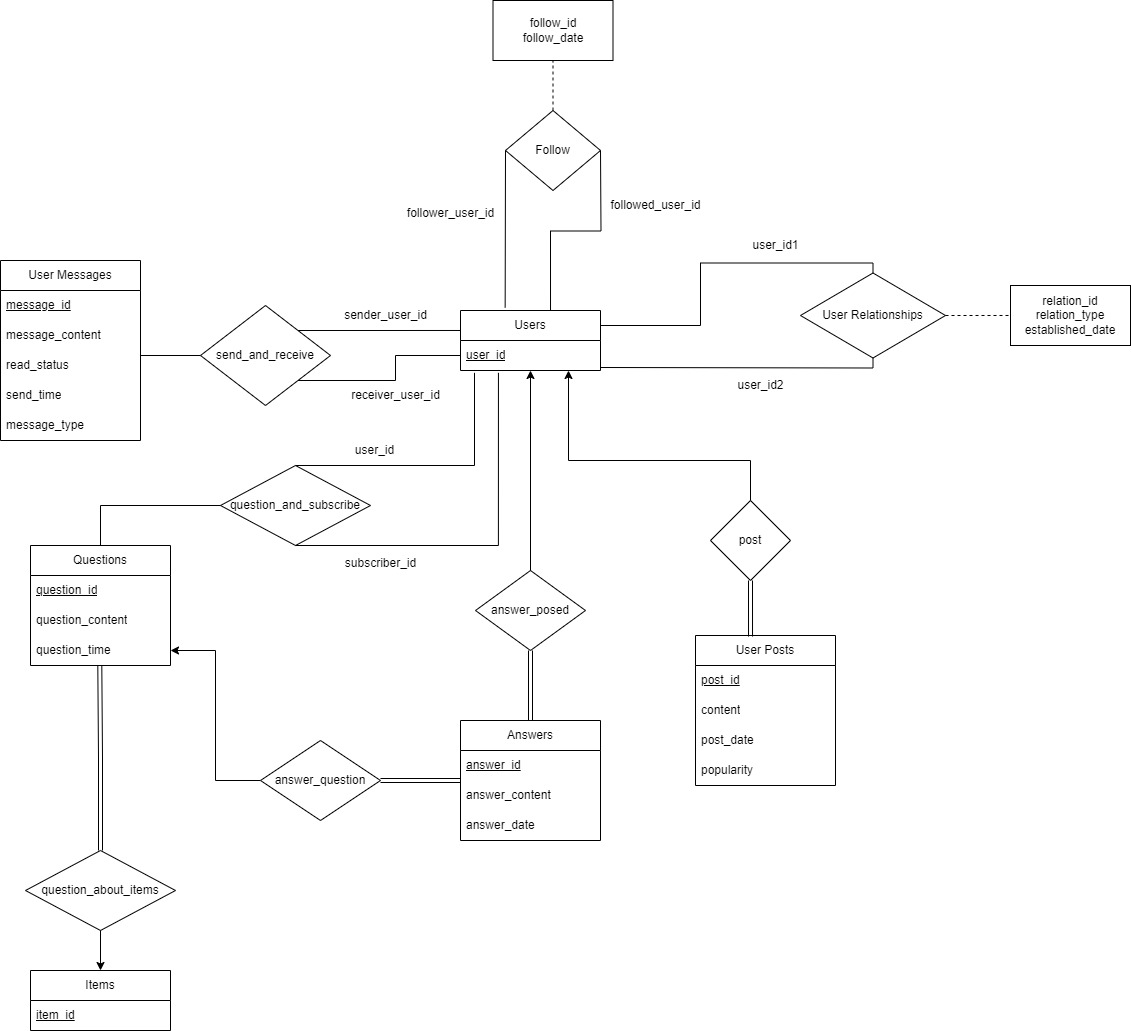 follow_id
follow_date
Follow
follower_user_id
followed_user_id
user_id1
User Messages
message_id
message_content
read_status
send_time
message_type
send_and_receive
sender_user_id
receiver_user_id
Users
user_id
User Relationships
relation_id
relation_type
established_date
user_id2
user_id
question_and_subscribe
subscriber_id
post
Questions
question_id
question_content
question_time
answer_posed
User Posts
post_id
content
post_date
popularity
Answers
answer_id
answer_content
answer_date
answer_question
question_about_items
Items
item_id